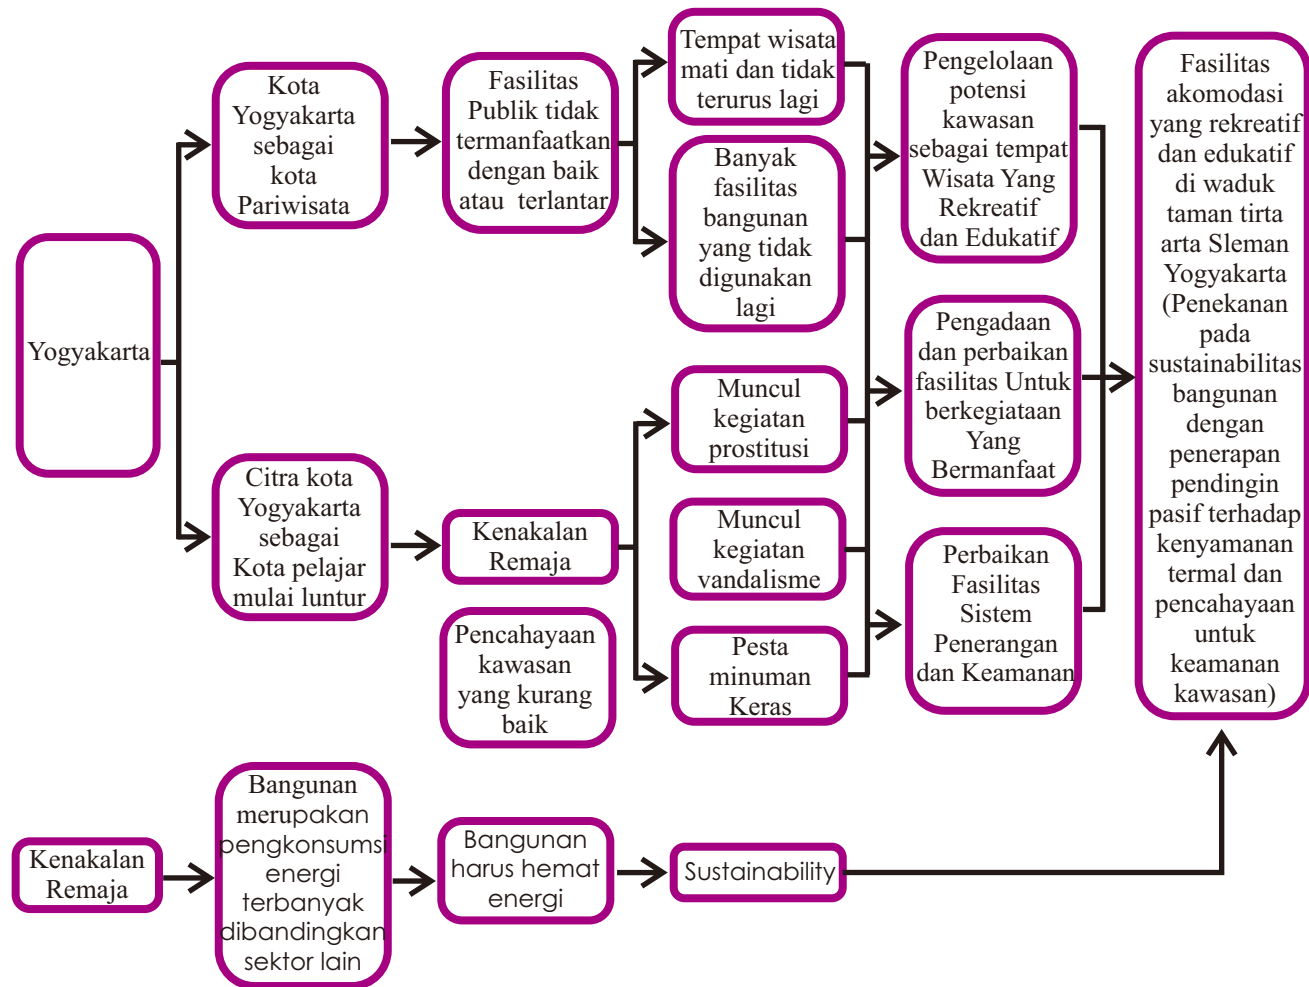 Yogyakarta
Kota
Yogyakarta
sebagai
kota
Pariwisata
Fasilitas
Publik tidak
termanfaatkan
dengan baik
atau terlantar
Tempat wisata
mati dan tidak
terurus lagi
Banyak
fasilitas
bangunan
yang tidak
digunakan
lagi
Citra kota
Yogyakarta
sebagai
Kota pelajar
mulai luntur
Kenakalan
Remaja
Pencahayaan
kawasan
yang kurang
baik
Muncul
kegiatan
prostitusi
Muncul
kegiatan
vandalisme
Pesta
minuman
Keras
Pengelolaan
potensi
kawasan
sebagai tempat
Wisata Yang
Rekreatif
dan Edukatif
Pengadaan
dan perbaikan
fasilitas Untuk
berkegiataan
Yang
Bermanfaat
Perbaikan
Fasilitas
Sistem
Penerangan
dan Keamanan
Fasilitas
akomodasi
yang rekreatif
dan edukatif
di waduk
taman tirta
arta Sleman
Yogyakarta
(Penekanan
pada
sustainabilitas
bangunan
dengan
penerapan
pendingin
pasif terhadap
kenyamanan
termal dan
pencahayaan
untuk
keamanan
kawasan)
Kenakalan
Remaja
Bangunan
merupakan
pengkonsumsi
energi
terbanyak
dibandingkan
sektor lain
Bangunan
harus hemat
energi
Sustainability